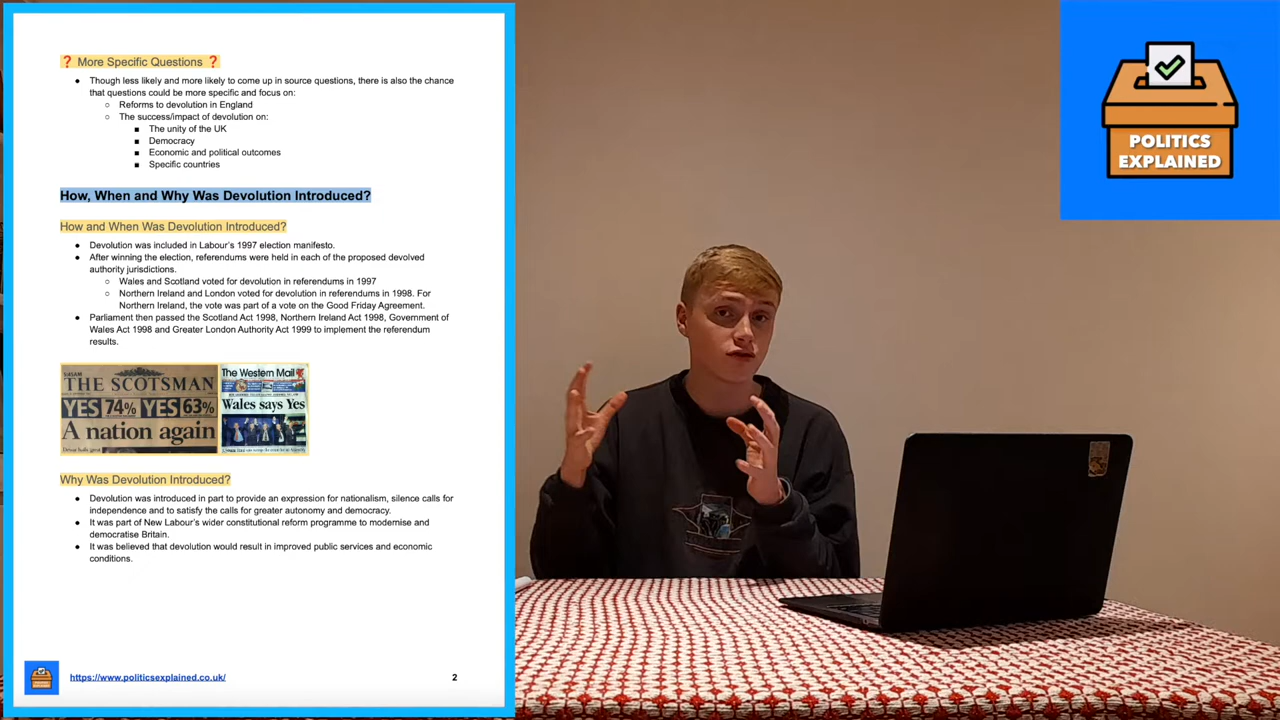 ❓ More Specific Questions ❓
● Though less likely and more likely to come up in source questions, there is also the chance
that questions could be more specific and focus on:
○ Reforms to devolution in England
○ The success/impact of devolution on:
■ The unity of the UK
■ Democracy
■ Economic and political outcomes
■ Specific countries
How, When and Why Was Devolution Introduced?
How and When Was Devolution Introduced?
● Devolution was included in Labour's 1997 election manifesto.
● After winning the election, referendums were held in each of the proposed devolved
authority jurisdictions.
○ Wales and Scotland voted for devolution in referendums in 1997
○ Northern Ireland and London voted for devolution in referendums in 1998. For
Northern Ireland, the vote was part of a vote on the Good Friday Agreement.
● Parliament then passed the Scotland Act 1998, Northern Ireland Act 1998, Government of
Wales Act 1998 and Greater London Authority Act 1999 to implement the referendum
results.
THE SCOTSMAN
YES 74% YES 63%
A nation again
The Western Mail
Wales says Yes
Why Was Devolution Introduced?
● Devolution was introduced in part to provide an expression for nationalism, silence calls for
independence and to satisfy the calls for greater autonomy and democracy.
● It was part of New Labour's wider constitutional reform programme to modernise and
democratise Britain.
● It was believed that devolution would result in improved public services and economic
conditions.
https://www.politicsexplained.co.uk/
2
POLITICS
EXPLAINED